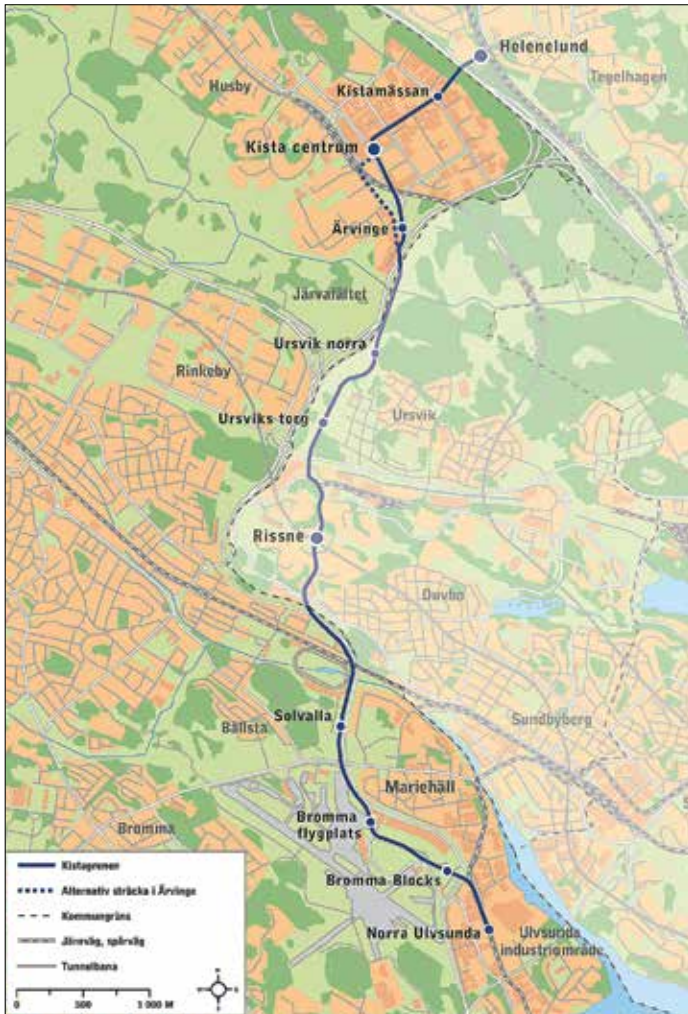 Helenelund
Tegelhagen
Husby
Kistamässan
Kista centrum
Ärvinge
Järvafältet
Ursvik norra
Rinkeby
Ursviks torg
Ursvik
Rissne
Duvbo
Solvalla
Sundbyberg
Bällsta
Mariehäll
Bromma
flygplats
Bromma
Bromma Blocks
Norra Ulvsunda
Ulvsunda
industriområde
Kistagrenen
Alternativ sträcka i Ärvinge
Kommungräns
Järnväg, spårväg
Tunnelbana
0 500 1 000 M